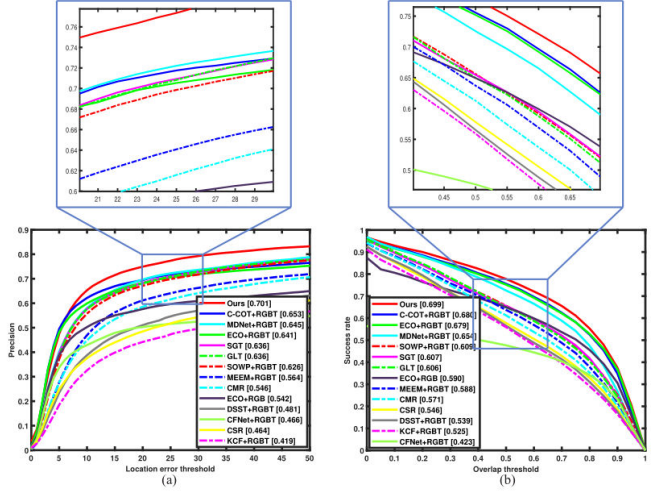 0.76
0.74
0.72
0.7
0.68
0.66
0.64
0.62
0.6
21 22 23 24 25 26 27 28 29
0.9
0.8
0.7
0.6
0.5
0.4
0.3
0.2
0.1
0
Precision
Ours [0.701]
C-COT+RGBT [0.653]
MDNet+RGBT [0.645]
ECO+RGBT [0.641]
SGT [0.636]
GLT [0.636]
SOWP+RGBT [0.626]
MEEM+RGBT [0.564]
CMR [0.546]
ECO+RGB [0.542]
DSST+RGBT [0.481]
CFNet+RGBT [0.466]
CSR [0.464]
KCF+RGBT [0.419]
0 5 10 15 20 25 30 35 40 45 50
Location error threshold
(a)
0.75
0.7
0.65
0.6
0.55
0.5
0.45 0.5 0.55 0.6 0.65
1
0.9
0.8
0.7
0.6
0.5
0.4
0.3
0.2
0.1
0
Success rate
Ours [0.699]
C-COT+RGBT [0.680]
ECO+RGBT [0.679]
MDNet+RGBT [0.654]
SOWP+RGBT [0.609]
SGT [0.607]
GLT [0.606]
ECO+RGB [0.590]
MEEM+RGBT [0.588]
CMR [0.571]
CSR [0.546]
DSST+RGBT [0.539]
KCF+RGBT [0.525]
CFNet+RGBT [0.423]
0 0.1 0.2 0.3 0.4 0.5 0.6 0.7 0.8 0.9 1
Overlap threshold
(b)